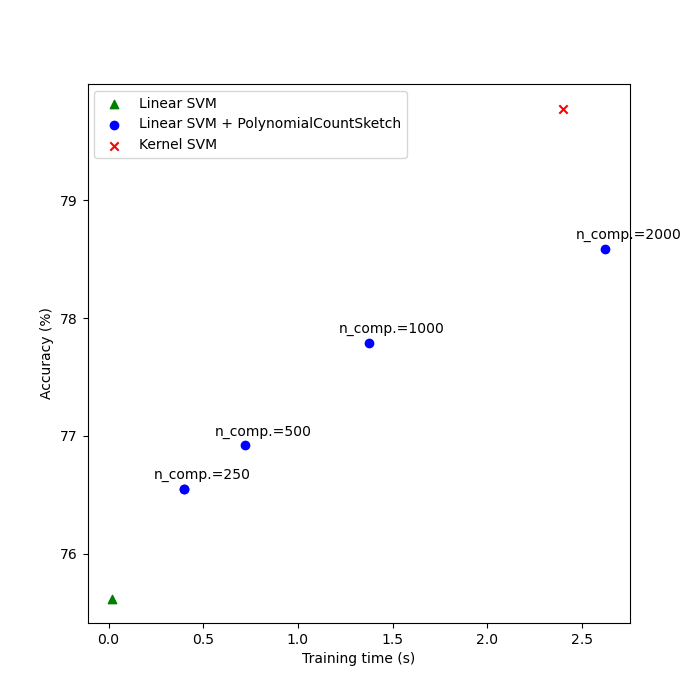 Linear SVM
Linear SVM + PolynomialCountSketch
Kernel SVM
79
n_comp.=2000
78
n_comp.=1000
Accuracy (%)
77
n_comp.=500
n_comp.=250
76
0.0 0.5 1.0 1.5 2.0 2.5
Training time (s)